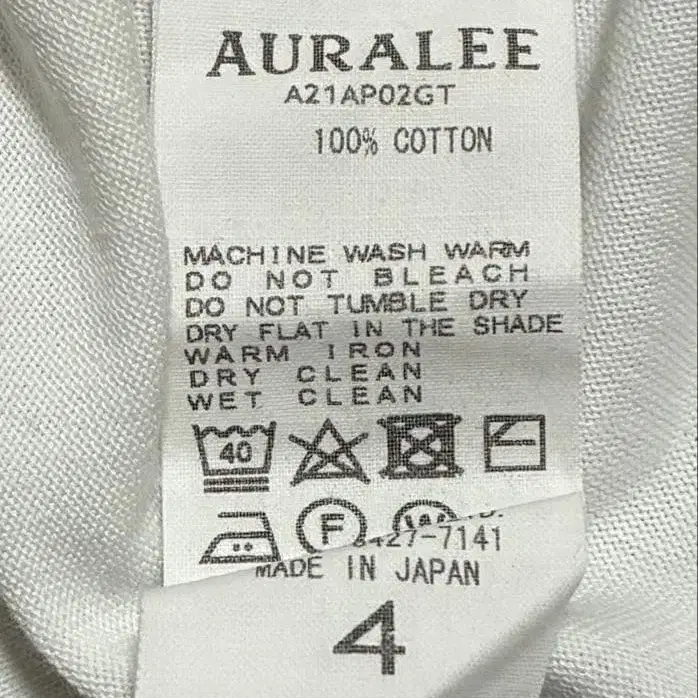 AURALEE
A21AP02GT
100% COTTON
MACHINE WASH WARM
DO NOT BLEACH
DO NOT TUMBLE DRY
DRY FLAT IN THE SHADE
WARM IRON
DRY CLEAN
WET CLEAN
40
F W
427-7141
MADE IN JAPAN
4